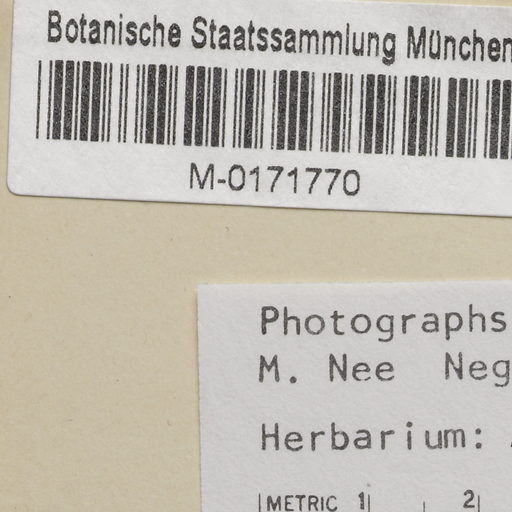 Botanische Staatssammlung München
M-0171770
Photographs
M. Nee Neg
Herbarium:
METRIC 1 2